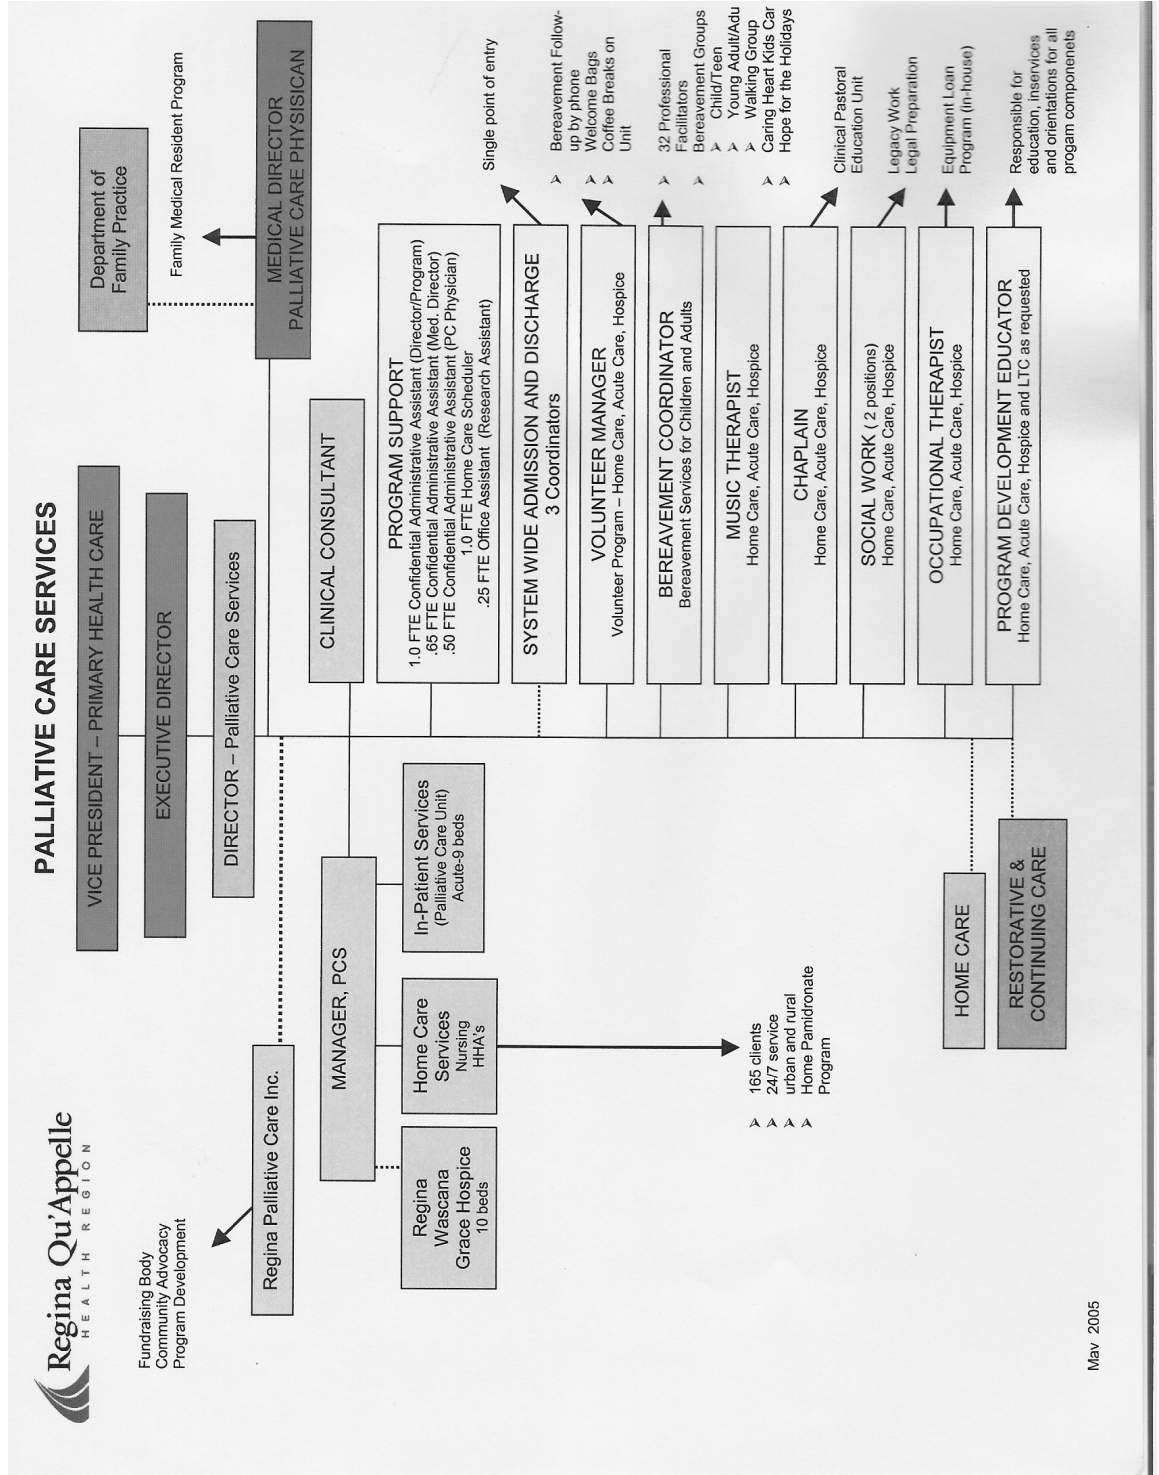 Regina Qu'Appelle
HEALTH REGION
PALLIATIVE CARE SERVICES
VICE PRESIDENT – PRIMARY HEALTH CARE
EXECUTIVE DIRECTOR
DIRECTOR – Palliative Care Services
Department of
Family Practice
Family Medical Resident Program
MEDICAL DIRECTOR
PALLIATIVE CARE PHYSICAN
Fundraising Body
Community Advocacy
Program Development
Regina Palliative Care Inc.
MANAGER, PCS
CLINICAL CONSULTANT
Regina
Wascana
Grace Hospice
10 beds
Home Care
Services
Nursing
HHA's
In-Patient Services
(Palliative Care Unit)
Acute-9 beds
➢ 165 clients
➢ 24/7 service
➢ urban and rural
➢ Home Pamidronate
Program
PROGRAM SUPPORT
1.0 FTE Confidential Administrative Assistant (Director/Program)
.65 FTE Confidential Administrative Assistant (Med. Director)
.50 FTE Confidential Administrative Assistant (PC Physician)
1.0 FTE Home Care Scheduler
.25 FTE Office Assistant (Research Assistant)
SYSTEM WIDE ADMISSION AND DISCHARGE
3 Coordinators
Single point of entry
VOLUNTEER MANAGER
Volunteer Program – Home Care, Acute Care, Hospice
➢ Bereavement Follow-
up by phone
➢ Welcome Bags
➢ Coffee Breaks on
Unit
BEREAVEMENT COORDINATOR
Bereavement Services for Children and Adults
➢ 32 Professional
Facilitators
➢ Bereavement Groups
➢ Child/Teen
➢ Young Adult/Adu
➢ Walking Group
➢ Caring Heart Kids Car
➢ Hope for the Holidays
MUSIC THERAPIST
Home Care, Acute Care, Hospice
CHAPLAIN
Home Care, Acute Care, Hospice
Clinical Pastoral
Education Unit
SOCIAL WORK ( 2 positions)
Home Care, Acute Care, Hospice
Legacy Work
Legal Preparation
OCCUPATIONAL THERAPIST
Home Care, Acute Care, Hospice
Equipment Loan
Program (in-house)
PROGRAM DEVELOPMENT EDUCATOR
Home Care, Acute Care, Hospice and LTC as requested
Responsible for
education, inservices
and orientations for all
progam componenets
HOME CARE
RESTORATIVE &
CONTINUING CARE
May 2005